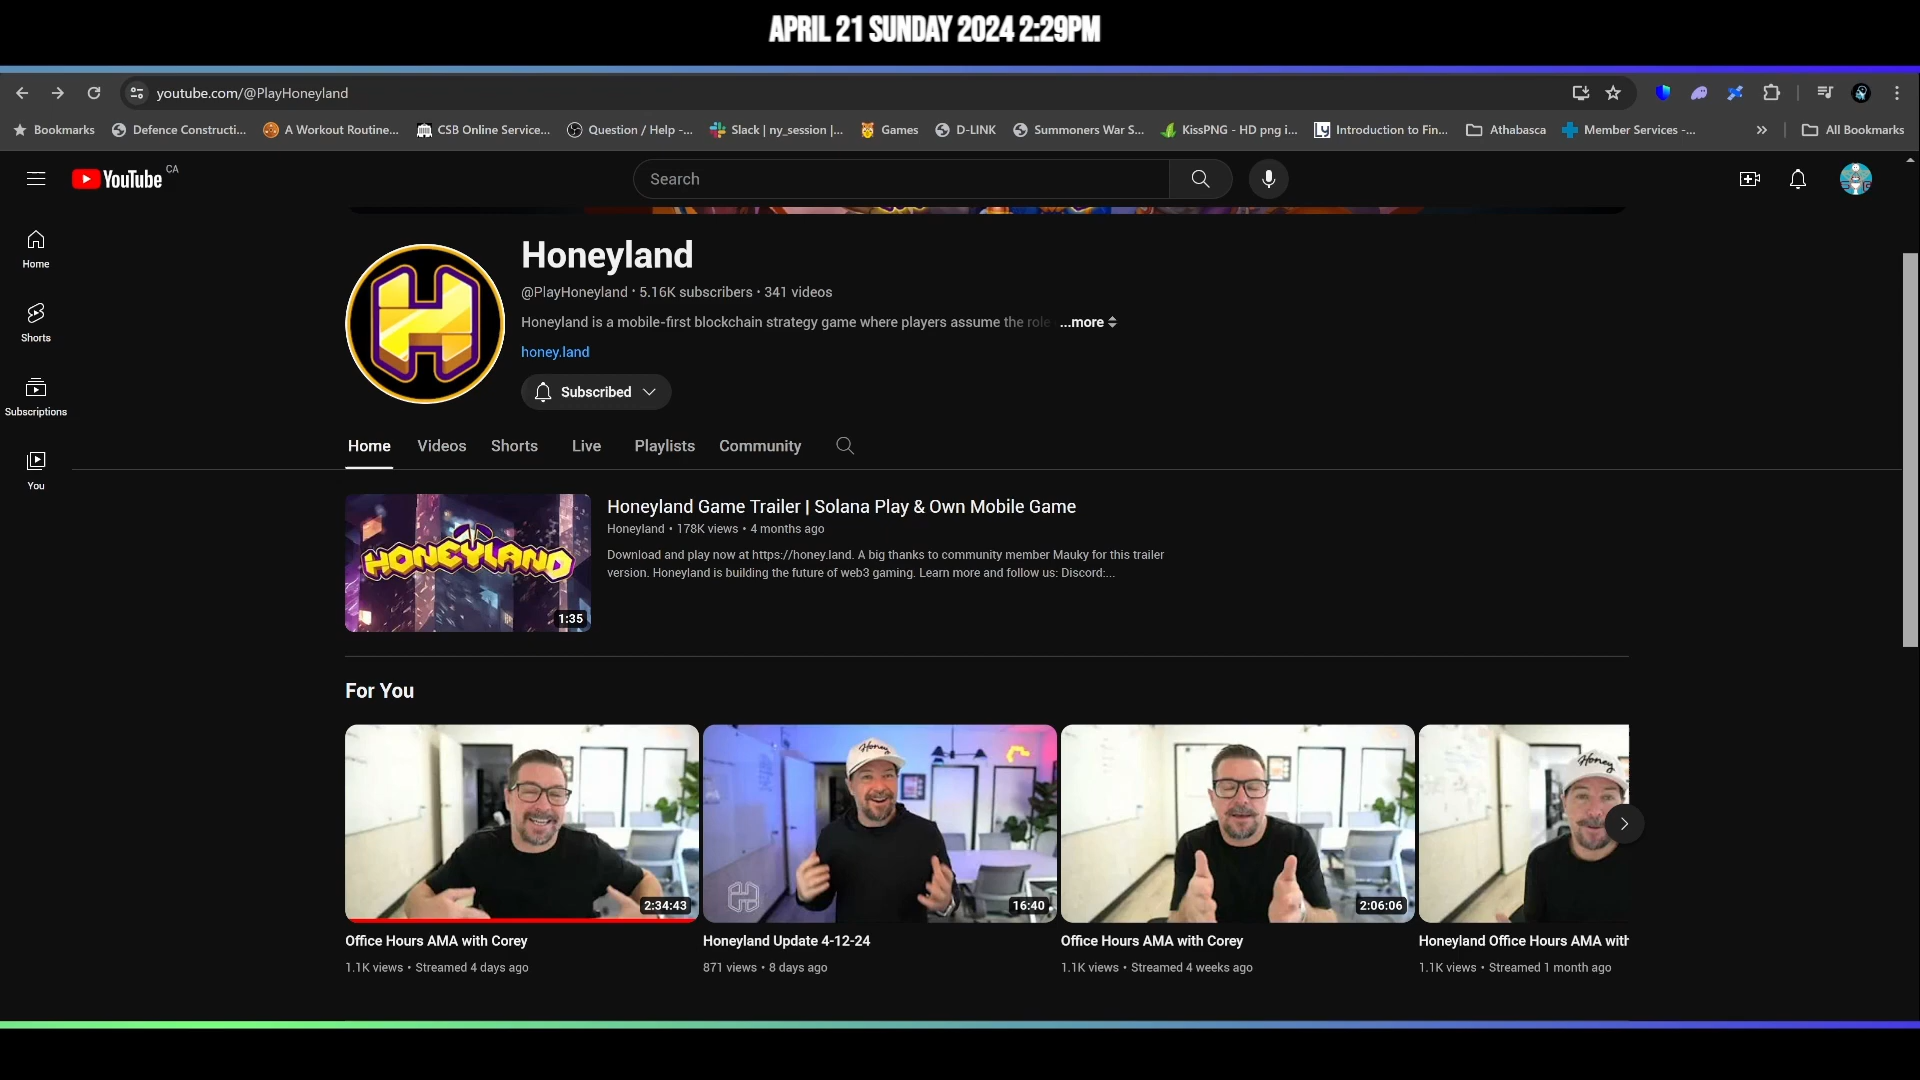 APRIL 21 SUNDAY 2024 2:29PM
youtube.com/@PlayHoneyland
Bookmarks
Defence Constructi...
A Workout Routine...
CSB Online Service...
Question / Help -...
Slack | ny_session |...
Games
D-LINK
Summoners War S...
KissPNG - HD png i...
Introduction to Fin...
Athabasca
Member Services -...
All Bookmarks
YouTube CA
Search
Home
Shorts
Subscriptions
You
Honeyland
@PlayHoneyland • 5.16K subscribers • 341 videos
Honeyland is a mobile-first blockchain strategy game where players assume the role ...more
honey.land
Subscribed
Home Videos Shorts Live Playlists Community
HONEYLAND
1:35
Honeyland Game Trailer | Solana Play & Own Mobile Game
Honeyland • 178K views • 4 months ago
Download and play now at https://honey.land. A big thanks to community member Mauky for this trailer
version. Honeyland is building the future of web3 gaming. Learn more and follow us: Discord:...
For You
Honey
Honey
2:34:43
16:40
2:06:06
Office Hours AMA with Corey
1.1K views • Streamed 4 days ago
Honeyland Update 4-12-24
871 views • 8 days ago
Office Hours AMA with Corey
1.1K views • Streamed 4 weeks ago
Honeyland Office Hours AMA with
1.1K views • Streamed 1 month ago